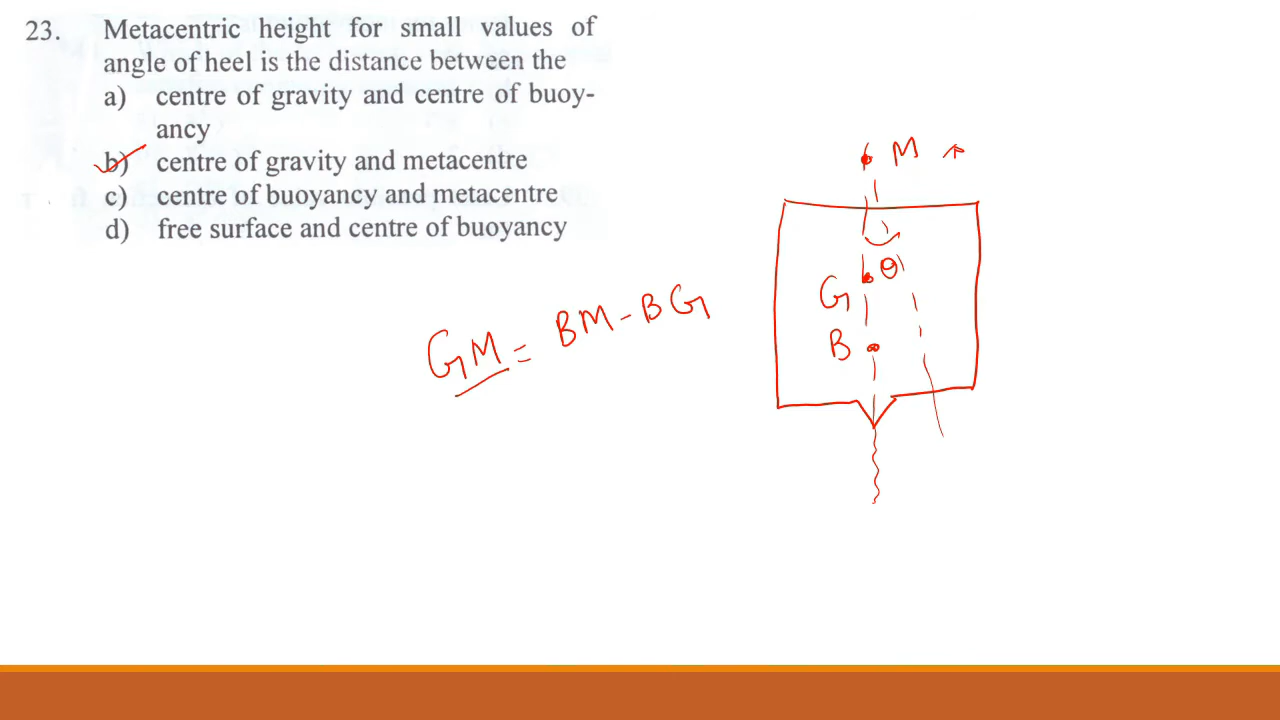 23. Metacentric height for small values of
angle of heel is the distance between the
a) centre of gravity and centre of buoy-
ancy
b) centre of gravity and metacentre
c) centre of buoyancy and metacentre
d) free surface and centre of buoyancy
GM = BM - BG
M
θ
G
B